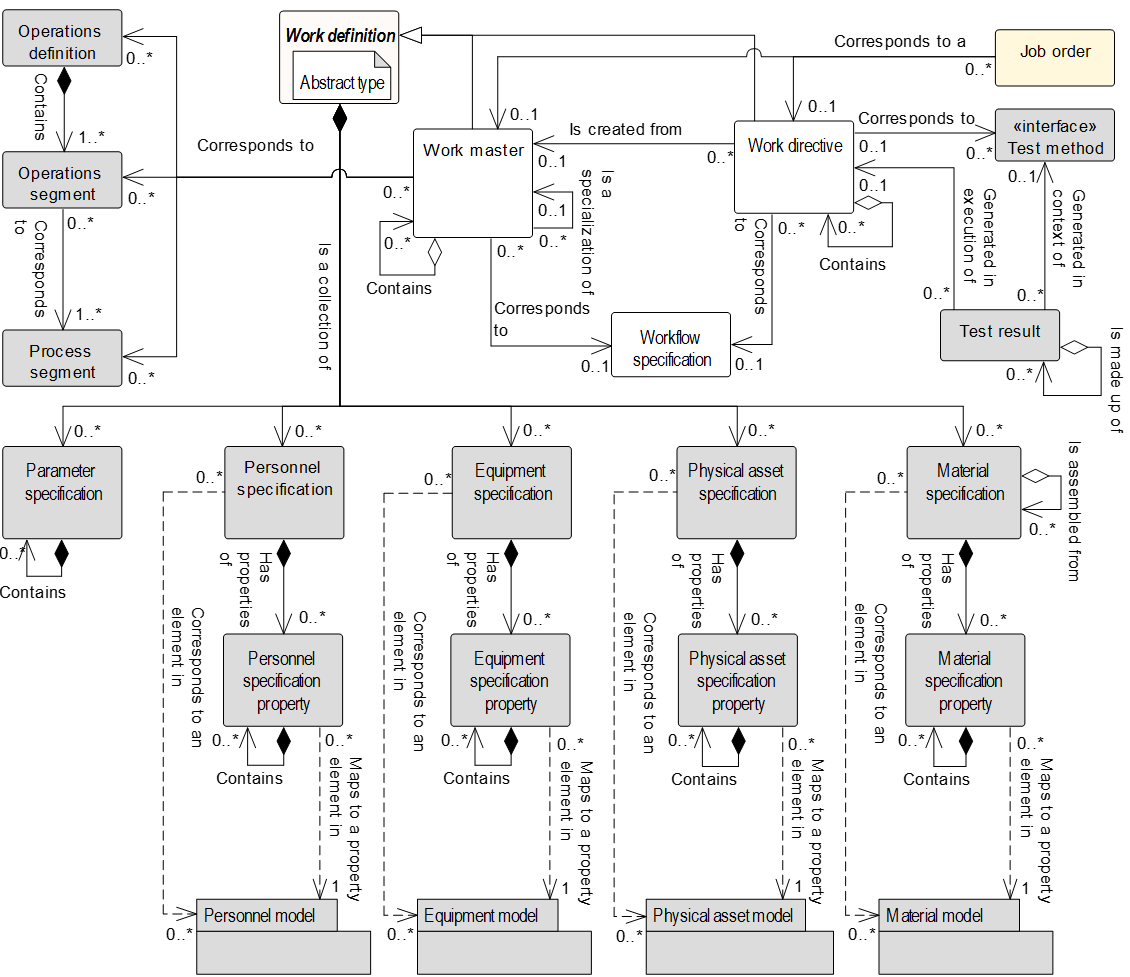 Operations
definition
0..*
Contains
1..*
Operations
segment
0..*
0..*
Corresponds
to
1..*
Process
segment
0..*
Work definition
Abstract type
Corresponds to
Is a collection of
Corresponds to a
0..*
Job order
0..1
0..1
Work master
0..*
0..*
Contains
Is created from
0..1
0..*
0..1
0..*
Is a
specialization of
0..*
Corresponds
to
0..1
Work directive
Corresponds to
0..1
0..*
«interface»
Test method
0..1
0..*
Contains
0..*
Corresponds
to
0..1
Workflow
specification
Generated in
execution of
0..*
0..1
Generated in
context of
0..*
Test result
0..*
Is made up of
0..*
0..*
0..*
0..*
0..*
Parameter
specification
0..*
Contains
Personnel
specification
0..*
Has
properties
of
0..*
Corresponds to an
element in
Personnel
specification
property
0..*
Contains
0..*
Maps to a property
element in
1
0..*
Personnel model
Equipment
specification
0..*
Has
properties
of
0..*
Corresponds to an
element in
Equipment
specification
property
0..*
Contains
0..*
Maps to a property
element in
1
0..*
Equipment model
Physical asset
specification
0..*
Has
properties
of
0..*
Corresponds to an
element in
Physical asset
specification
property
0..*
Contains
0..*
Maps to a property
element in
1
0..*
Physical asset model
Material
specification
0..*
0..*
Is assembled from
Has
properties
of
0..*
Corresponds to an
element in
Material
specification
property
0..*
Contains
0..*
Maps to a property
element in
1
0..*
Material model